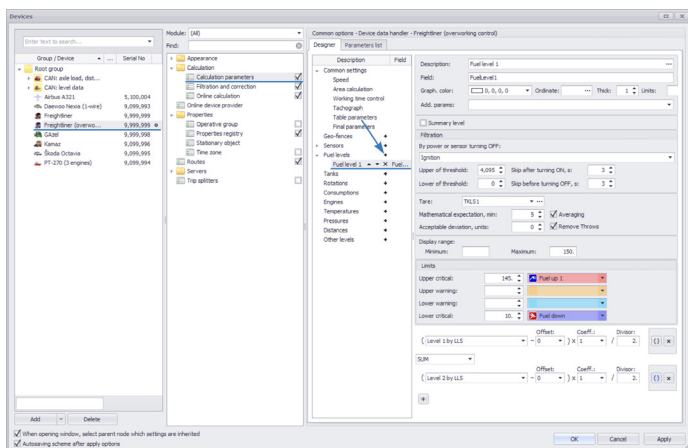 Devices
Enter text to search...
Group / Device ... Serial No
Root group
CAN: axle load, dist...
CAN: level data
Airbus A321 5,100,004
Daewoo Nexia (1-wire) 9,099,993
Freightliner 9,999,999
Freightliner (overwo... 9,999,999
GAzel 9,999,998
Kamaz 9,099,996
Škoda Octavia 9,099,995
PT-270 (3 engines) 9,099,994
Add
Delete
When opening window, select parent node which settings are inherited
Autosaving scheme after apply options
Module: (All)
Find:
Appearance
Calculation
Calculation parameters
Filtration and correction
Online calculation
Online device provider
Properties
Operative group
Properties registry
Stationary object
Time zone
Routes
Servers
Trip splitters
Common options - Device data handler - Freightliner (overworking control)
Designer Parameters list
Description Field
Common settings
Speed
Area calculation
Working time control
Tachograph
Table parameters
Final parameters
Geo-fences +
Sensors +
Fuel levels +
Fuel level 1 Fuel...
Tanks +
Rotations +
Consumptions +
Engines +
Temperatures +
Pressures +
Distances +
Other levels +
Description: Fuel level 1 ...
Field: FuelLevel1
Graph. color: 0, 0, 0, 0 Ordinate: ... Thick: 1 Units:
Add. params:
Summary level
Filtration
By power or sensor turning OFF:
Ignition
Upper of threshold: 4,095 Skip after turning ON, s: 3
Lower of threshold: 0 Skip before turning OFF, s: 3
Tare: TKLS1 ...
Mathematical expectation, min: 5 Averaging
Acceptable deviation, units: 0 Remove Throws
Display range:
Minimum: Maximum: 150.
Limits
Upper critical: 145. Fuel up 1
Upper warning:
Lower warning:
Lower critical: 10. Fuel down
Offset: Coeff.: Divisor:
( Level 1 by LLS - 0 ) x 1 / 2. () x
SUM
Offset: Coeff.: Divisor:
( Level 2 by LLS - 0 ) x 1 / 2. () x
+
OK Cancel Apply